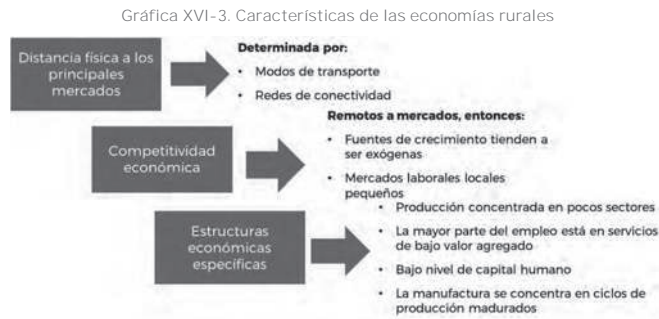 Gráfica XVI-3. Características de las economías rurales
Distancia física a los
principales
mercados
Determinada por:
• Modos de transporte
• Redes de conectividad
Competitividad
económica
Remotos a mercados, entonces:
• Fuentes de crecimiento tienden a
ser exógenas
• Mercados laborales locales
pequeños
Estructuras
económicas
específicas
• Producción concentrada en pocos sectores
• La mayor parte del empleo está en servicios
de bajo valor agregado
• Bajo nivel de capital humano
• La manufactura se concentra en ciclos de
producción madurados